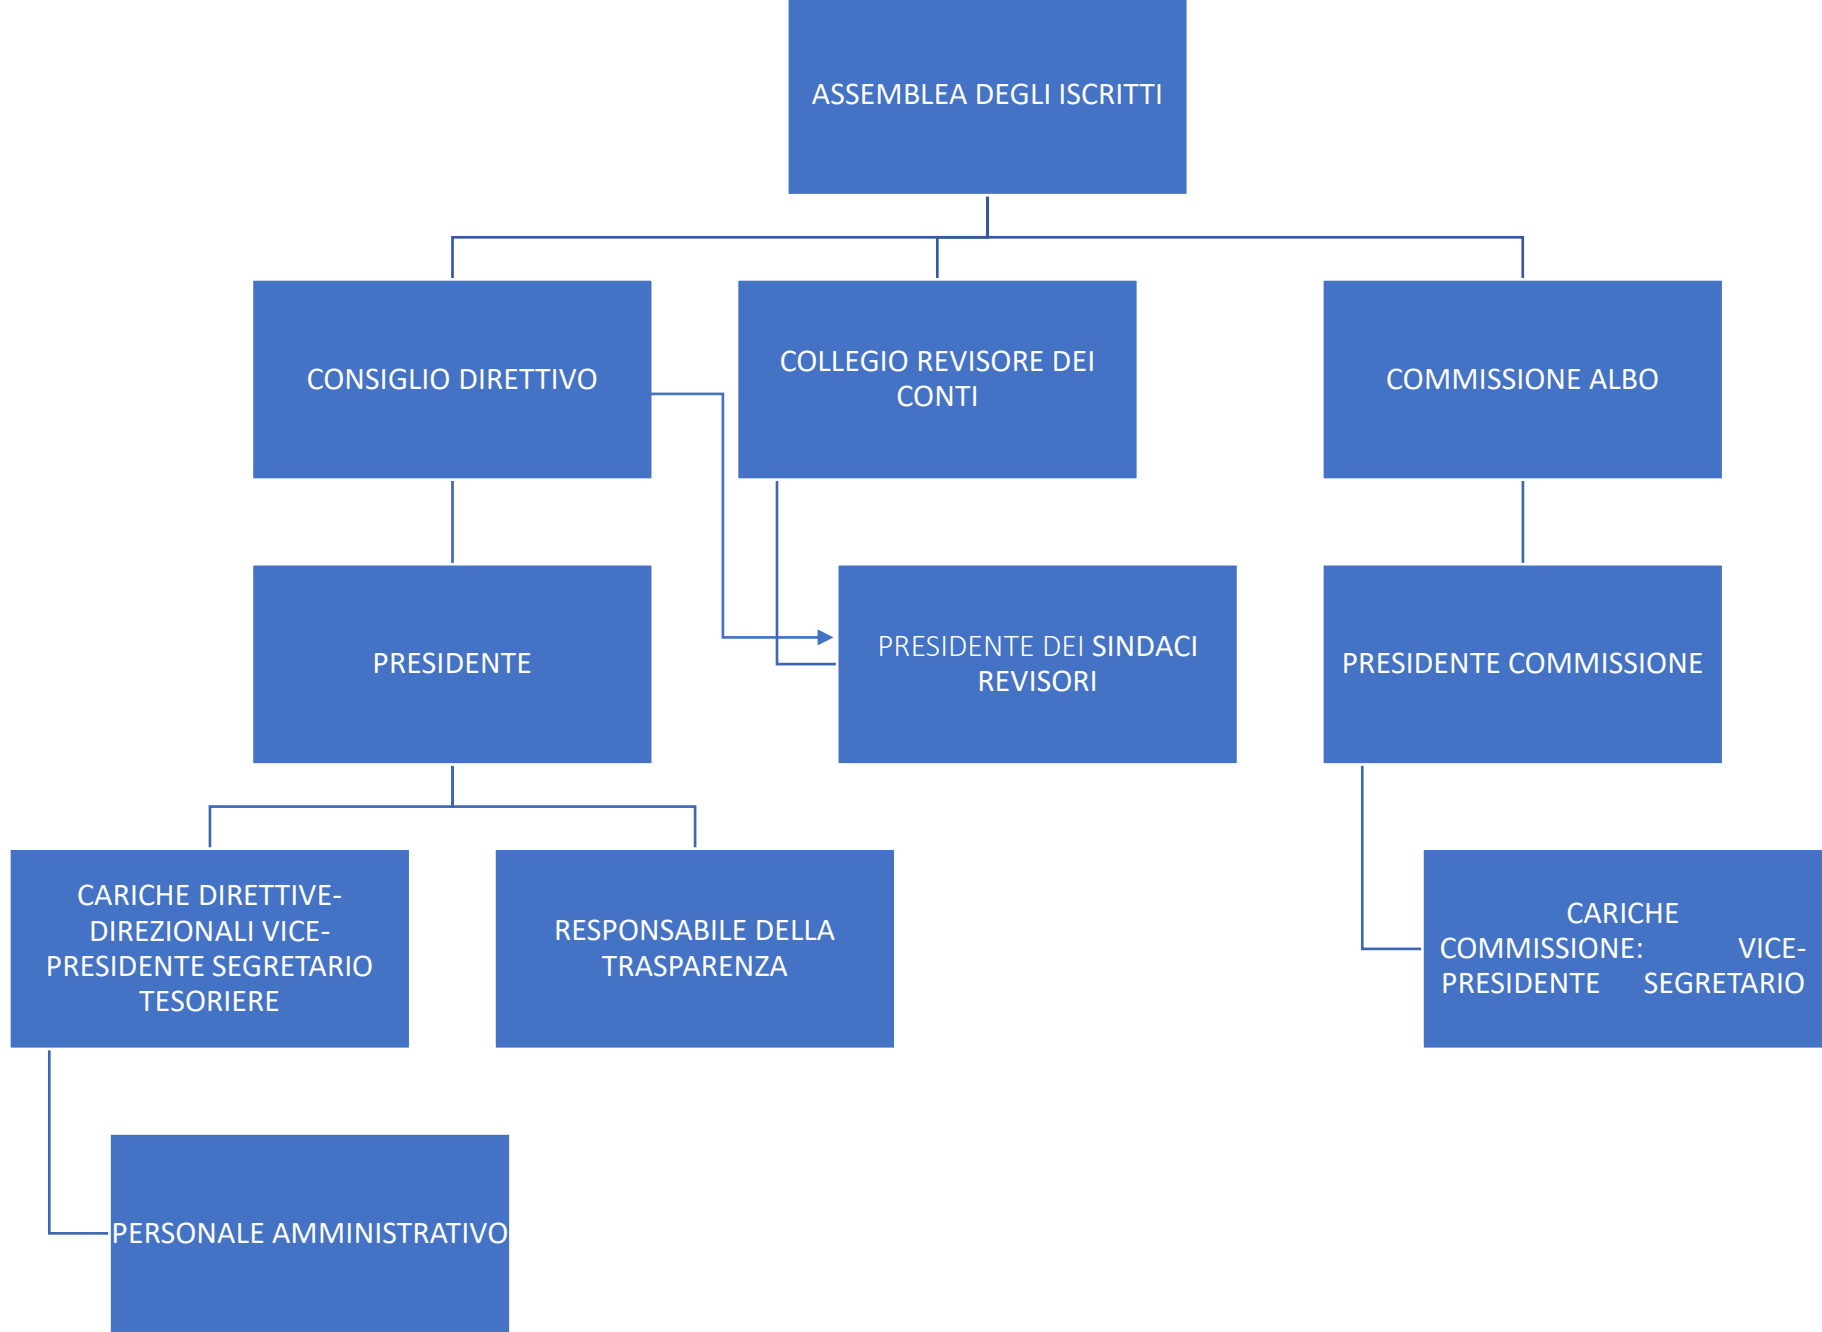 ASSEMBLEA DEGLI ISCRITTI
CONSIGLIO DIRETTIVO
COLLEGIO REVISORE DEI
CONTI
COMMISSIONE ALBO
PRESIDENTE
PRESIDENTE DEI SINDACI
REVISORI
PRESIDENTE COMMISSIONE
CARICHE DIRETTIVE-
DIREZIONALI VICE-
PRESIDENTE SEGRETARIO
TESORIERE
RESPONSABILE DELLA
TRASPARENZA
CARICHE
COMMISSIONE: VICE-
PRESIDENTE SEGRETARIO
PERSONALE AMMINISTRATIVO